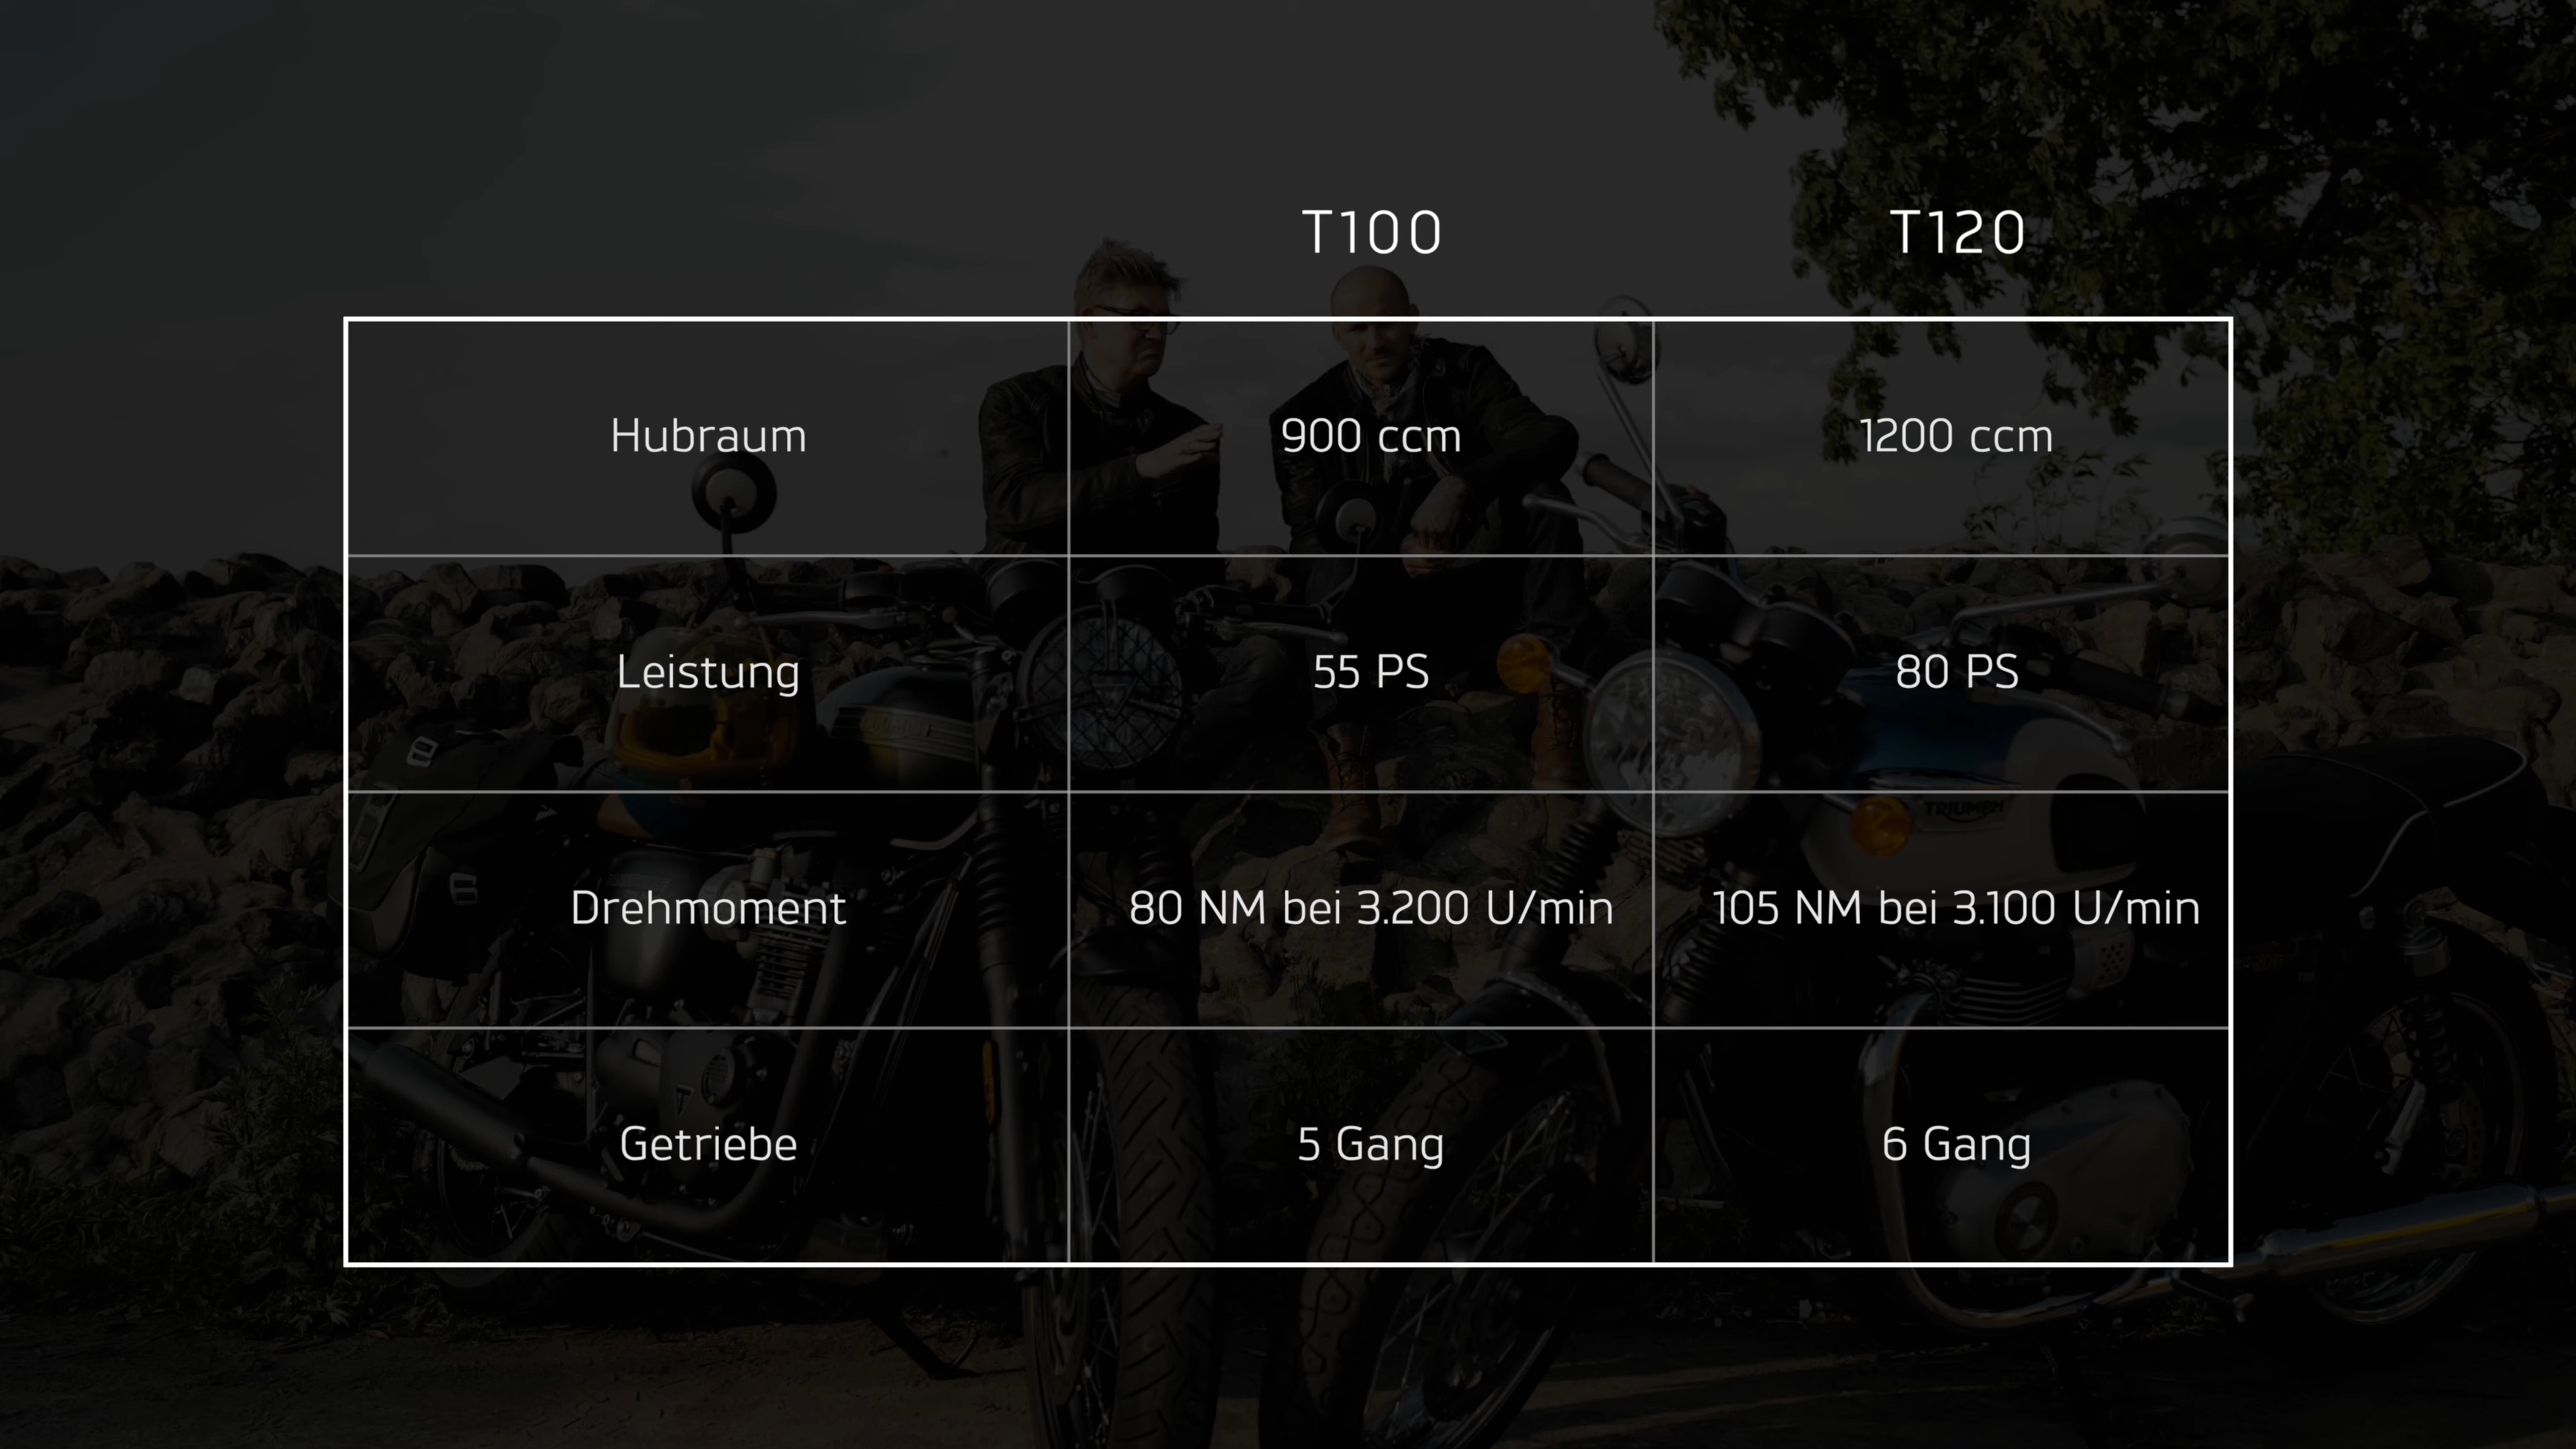 T100 T120
Hubraum 900 ccm 1200 ccm
Leistung 55 PS 80 PS
TRIUMPH
Drehmoment 80 NM bei 3.200 U/min 105 NM bei 3.100 U/min
Getriebe 5 Gang 6 Gang